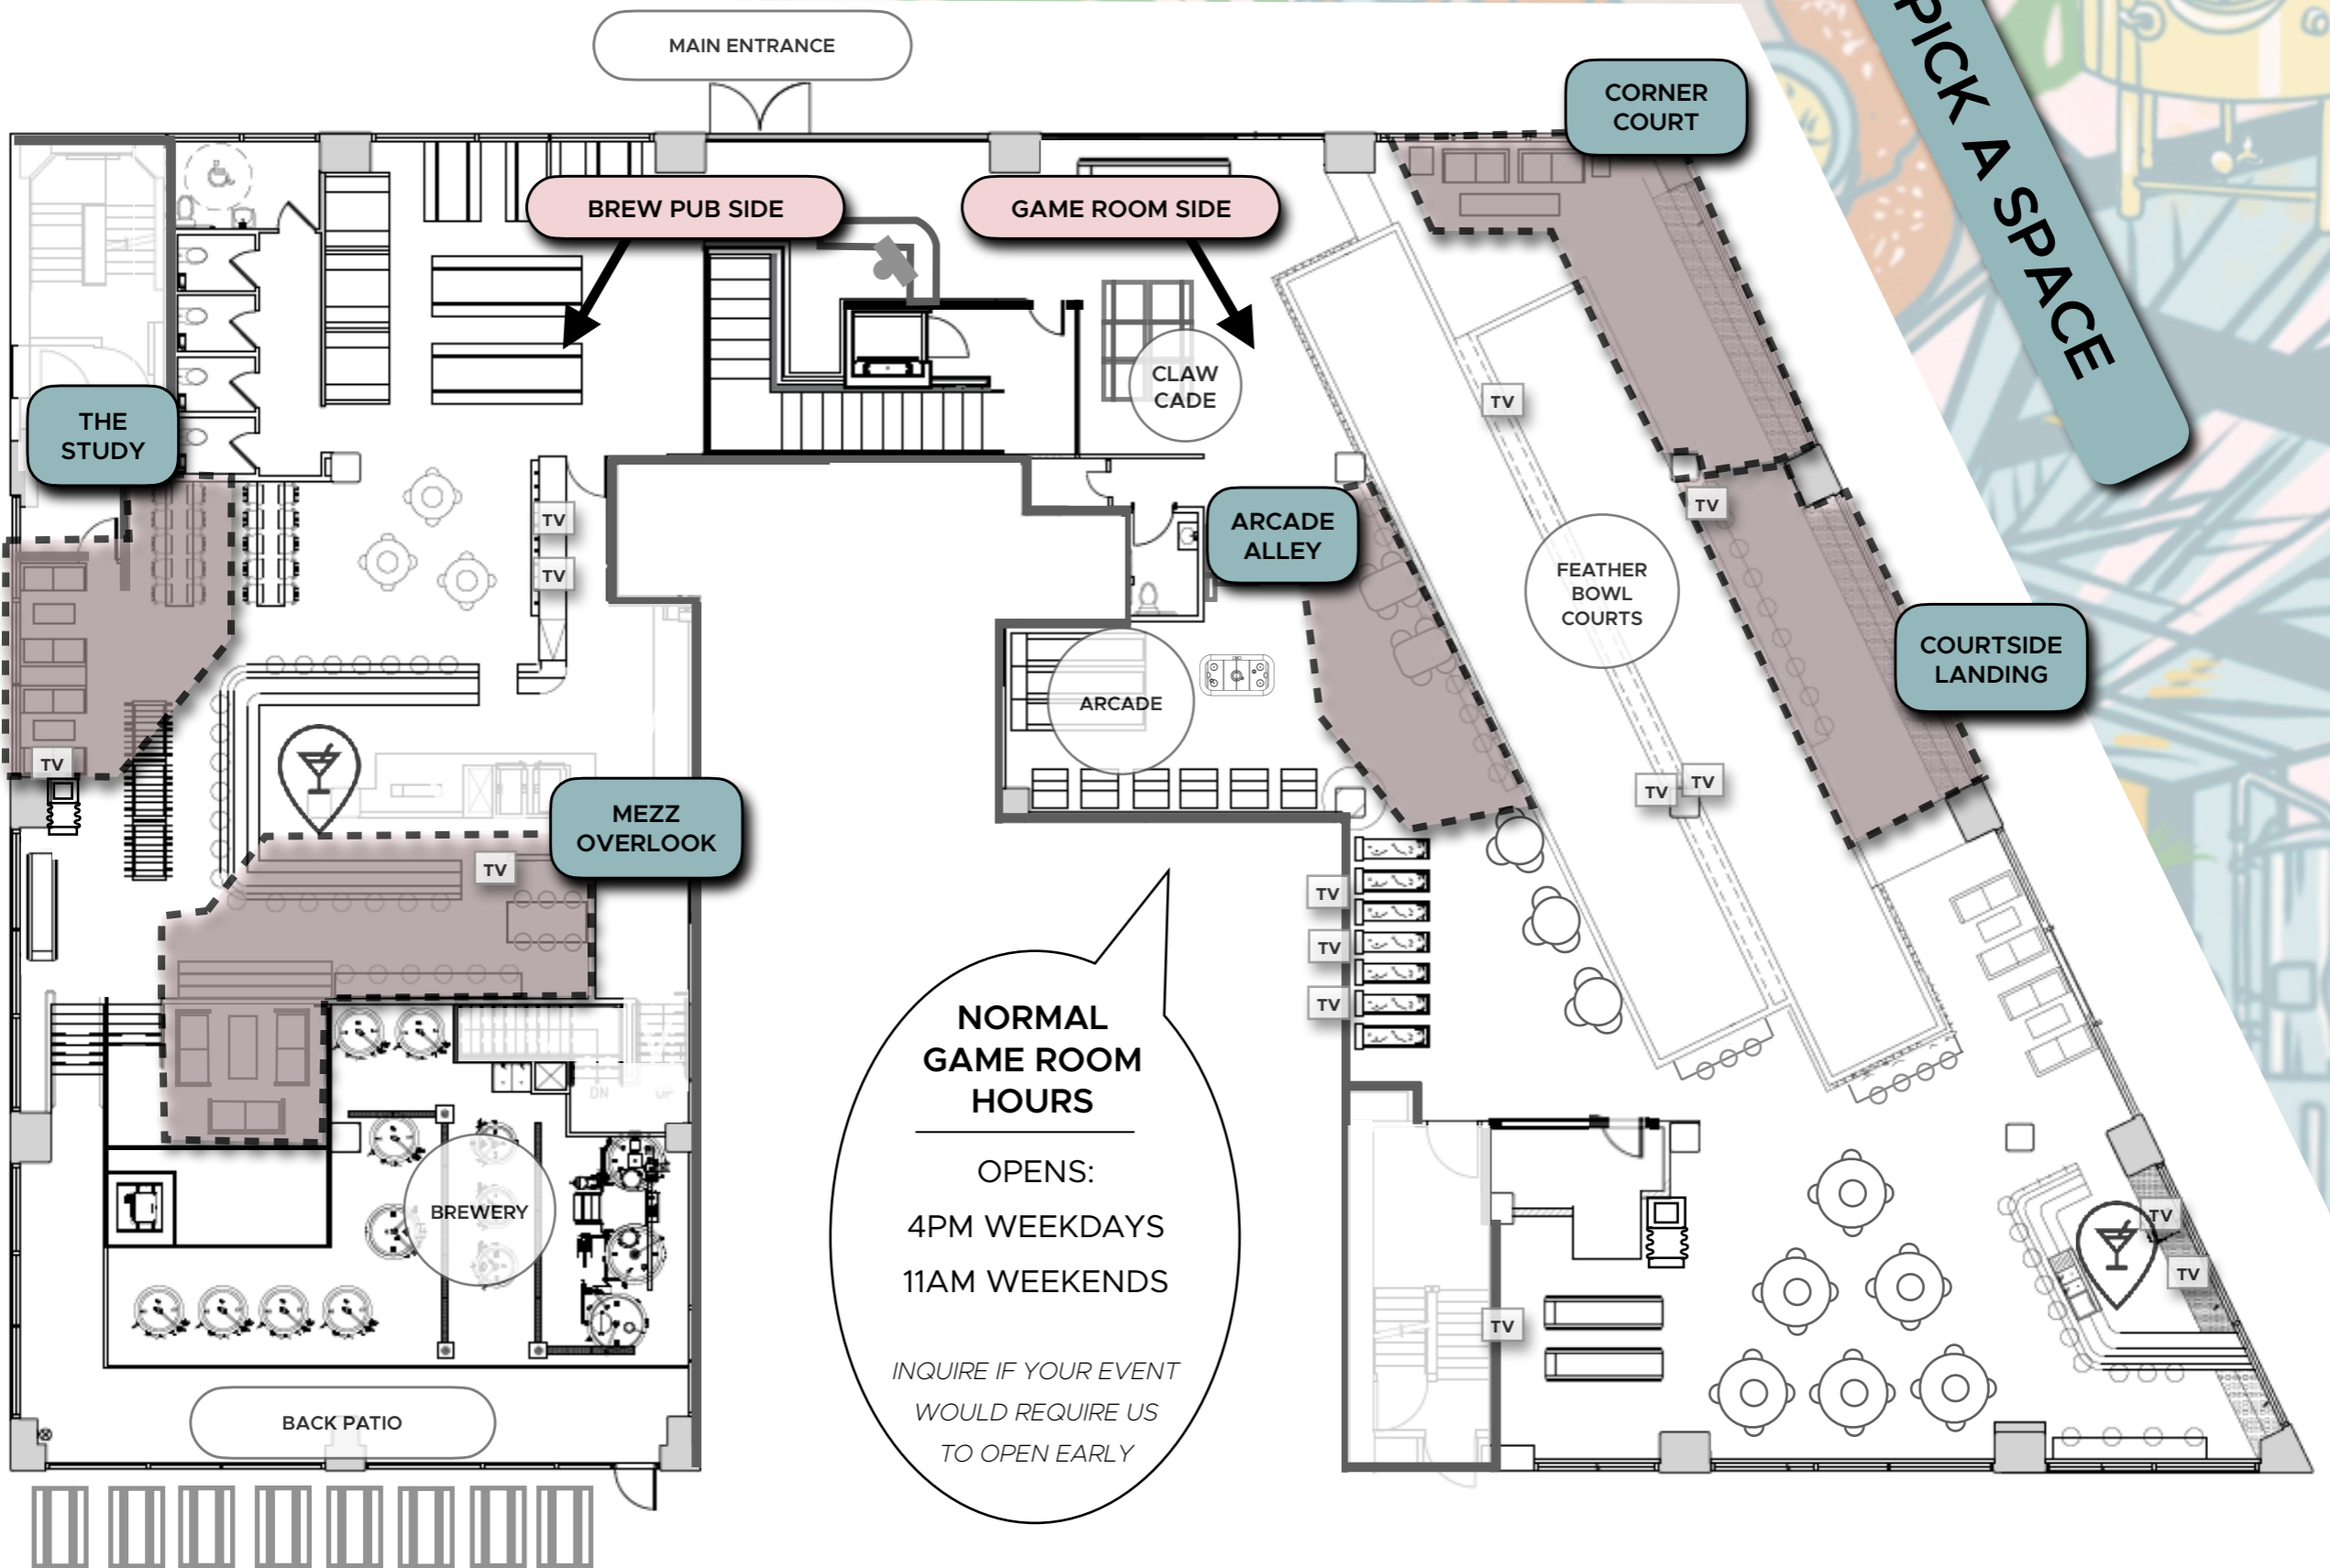 MAIN ENTRANCE
PICK A SPACE
CORNER
COURT
BREW PUB SIDE
GAME ROOM SIDE
CLAW
CADE
TV
THE
STUDY
TV
TV
TV
ARCADE
ALLEY
FEATHER
BOWL
COURTS
COURTSIDE
LANDING
ARCADE
TV
TV
TV
MEZZ
OVERLOOK
TV
TV
TV
TV
NORMAL
GAME ROOM
HOURS
OPENS:
4PM WEEKDAYS
11AM WEEKENDS
INQUIRE IF YOUR EVENT
WOULD REQUIRE US
TO OPEN EARLY
DN
UP
BREWERY
TV
TV
TV
BACK PATIO